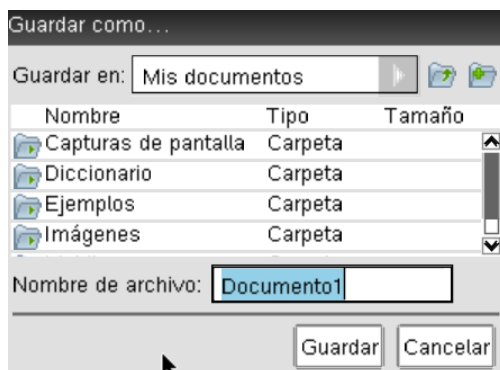 Guardar como...
Guardar en: Mis documentos
Nombre Tipo Tamaño
Capturas de pantalla Carpeta
Diccionario Carpeta
Ejemplos Carpeta
Imágenes Carpeta
Nombre de archivo: Documento1
Guardar Cancelar